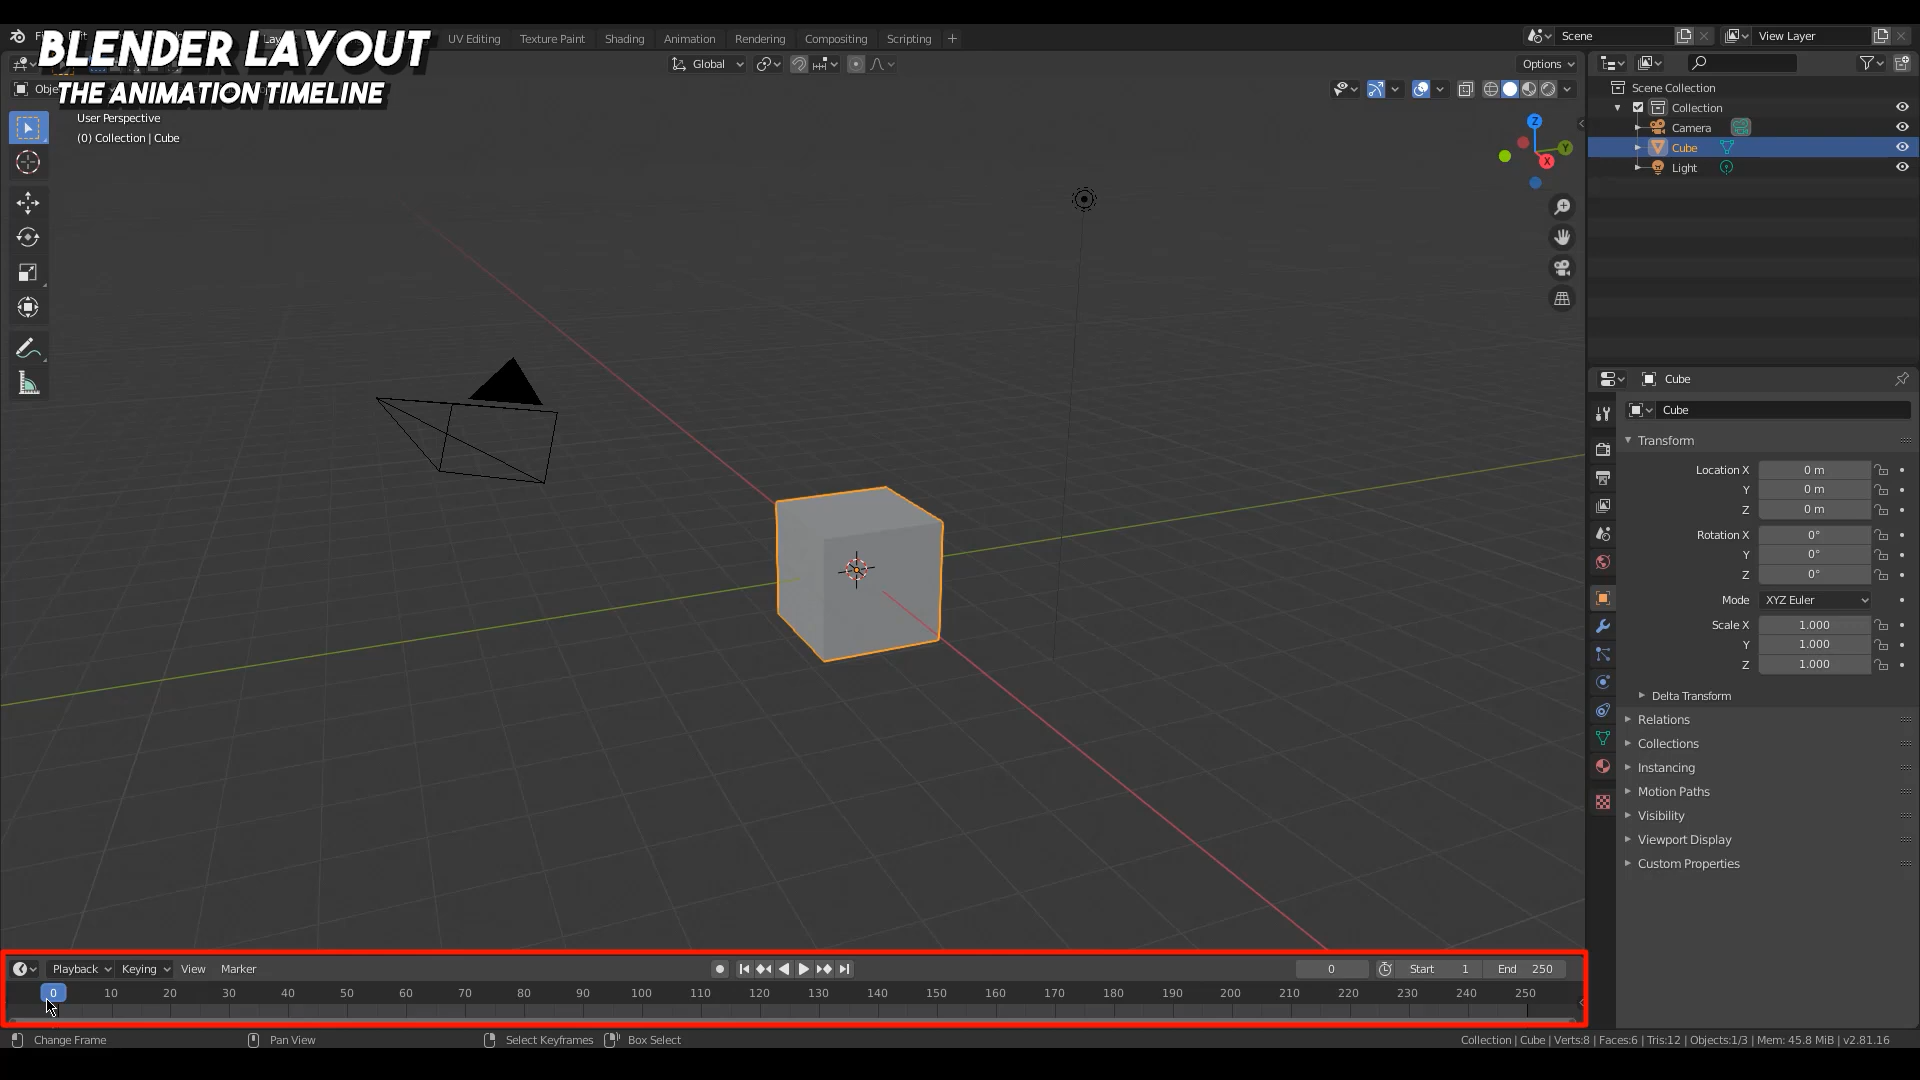 BLENDER LAYOUT
THE ANIMATION TIMELINE
UV Editing Texture Paint Shading Animation Rendering Compositing Scripting +
Scene
View Layer
Global
Options
User Perspective
(0) Collection | Cube
Z
Y
X
Scene Collection
Collection
Camera
Cube
Light
Cube
Cube
Transform
Location X 0 m
Y 0 m
Z 0 m
Rotation X 0°
Y 0°
Z 0°
Mode XYZ Euler
Scale X 1.000
Y 1.000
Z 1.000
Delta Transform
Relations
Collections
Instancing
Motion Paths
Visibility
Viewport Display
Custom Properties
Playback Keying View Marker
0 Start 1 End 250
0 10 20 30 40 50 60 70 80 90 100 110 120 130 140 150 160 170 180 190 200 210 220 230 240 250
Change Frame Pan View Select Keyframes Box Select
Collection | Cube | Verts:8 | Faces:6 | Tris:12 | Objects:1/3 | Mem: 45.8 MiB | v2.81.16